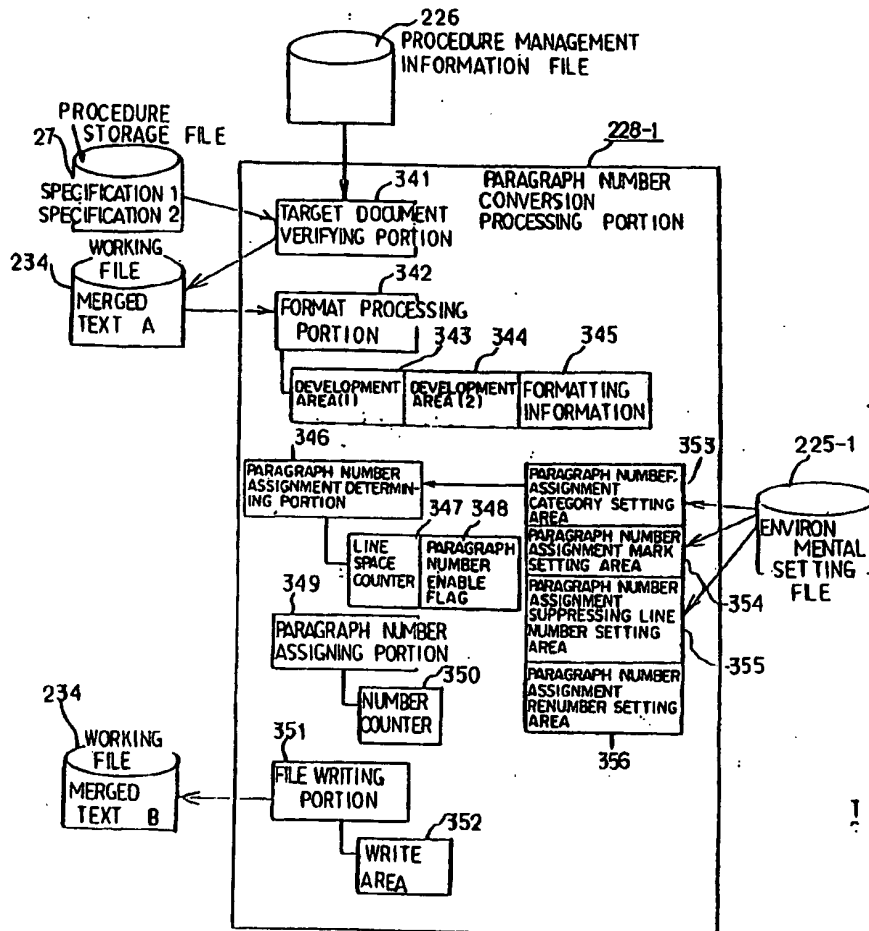 226
PROCEDURE MANAGEMENT
INFORMATION FILE
PROCEDURE
STORAGE FILE
27
SPECIFICATION 1
SPECIFICATION 2
228-1
PARAGRAPH NUMBER
CONVERSION
PROCESSING PORTION
341
TARGET DOCUMENT
VERIFYING PORTION
234
WORKING
FILE
MERGED
TEXT A
342
FORMAT PROCESSING
PORTION
343
344
345
DEVELOPMENT
AREA(1)
DEVELOPMENT
AREA(2)
FORMATTING
INFORMATION
346
PARAGRAPH NUMBER
ASSIGNMENT DETERMIN-
ING PORTION
347
348
LINE
SPACE
COUNTER
PARAGRAPH
NUMBER
ENABLE
FLAG
353
PARAGRAPH NUMBER
ASSIGNMENT
CATEGORY SETTING
AREA
PARAGRAPH NUMBER
ASSIGNMENT MARK
SETTING AREA
354
PARAGRAPH NUMBER
ASSIGNMENT
SUPPRESSING LINE
NUMBER SETTING
AREA
355
PARAGRAPH NUMBER
ASSIGNMENT
RENUMBER SETTING
AREA
356
225-1
ENVIRON
MENTAL
SETTING
FLE
349
PARAGRAPH NUMBER
ASSIGNING PORTION
350
NUMBER
COUNTER
234
WORKING
FILE
MERGED
TEXT B
351
FILE WRITING
PORTION
352
WRITE
AREA